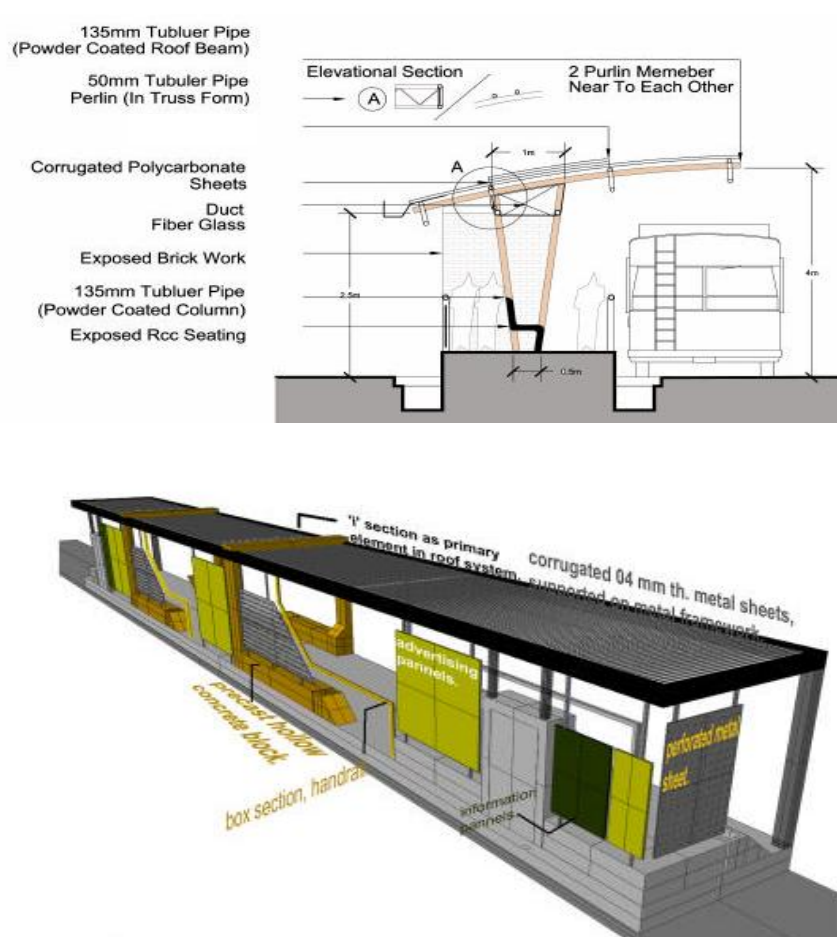 135mm Tubluer Pipe
(Powder Coated Roof Beam)
50mm Tubuler Pipe
Perlin (In Truss Form)
Elevational Section
A
2 Purlin Memeber
Near To Each Other
Corrugated Polycarbonate
Sheets
A
1m
Duct
Fiber Glass
Exposed Brick Work
135mm Tubluer Pipe
(Powder Coated Column)
Exposed Rcc Seating
2.5m
4m
0.5m
'i' section as primary
element in roof system.
corrugated 04 mm th. metal sheets,
supported on metal framework.
advertising
pannels.
precast hollow
concrete block.
box section, handrail
perforated metal
sheet.
information
pannels